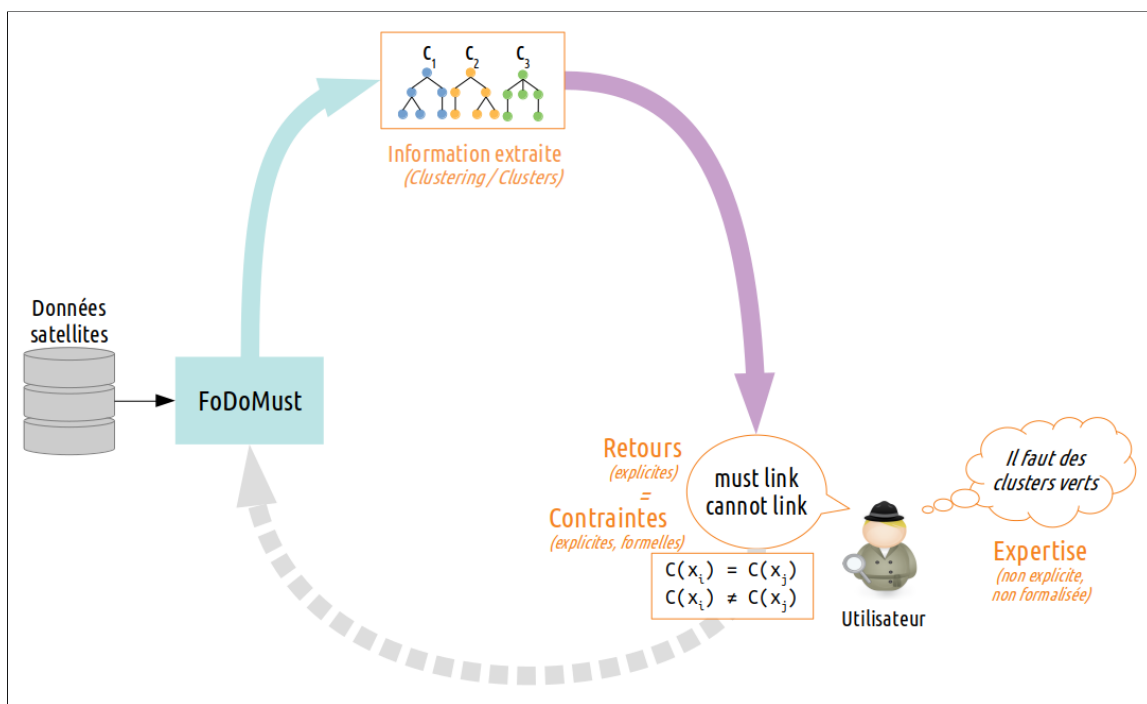 C1 C2 C3
Information extraite
(Clustering / Clusters)
Données
satellites
FoDoMust
Retours
(explicites)
=
Contraintes
(explicites, formelles)
must link
cannot link
C(xi) = C(xj)
C(xi) ≠ C(xj)
Utilisateur
Il faut des
clusters verts
Expertise
(non explicite,
non formalisée)